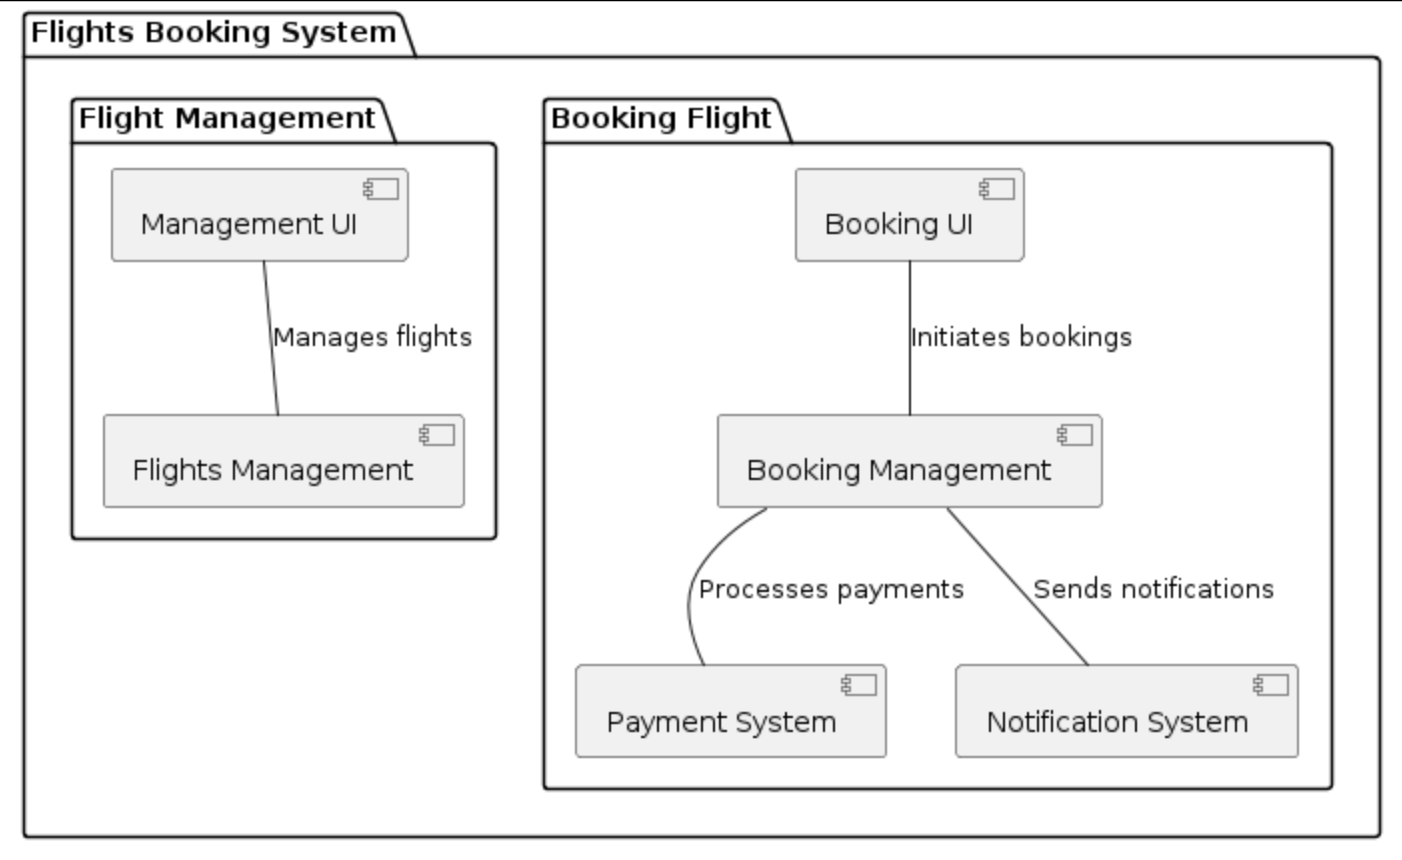 Flights Booking System
Flight Management
Booking Flight
Management UI
Booking UI
Manages flights
Initiates bookings
Flights Management
Booking Management
Processes payments
Sends notifications
Payment System
Notification System